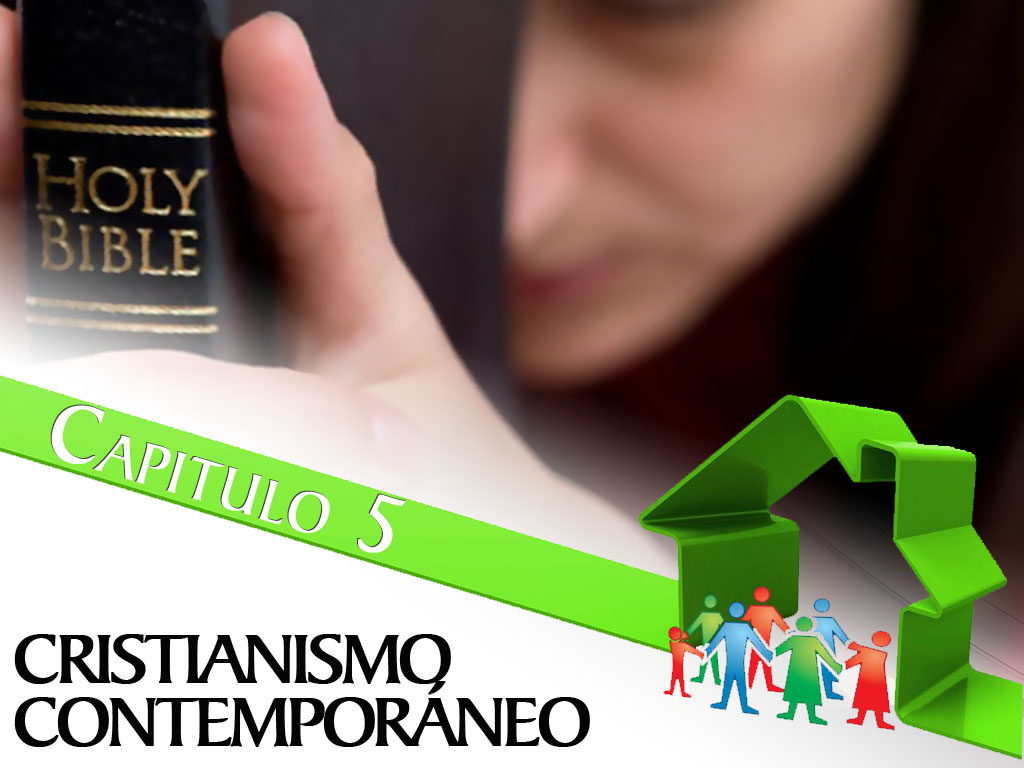 HOLY
BIBLE
CAPITULO 5
CRISTIANISMO
CONTEMPORÁNEO